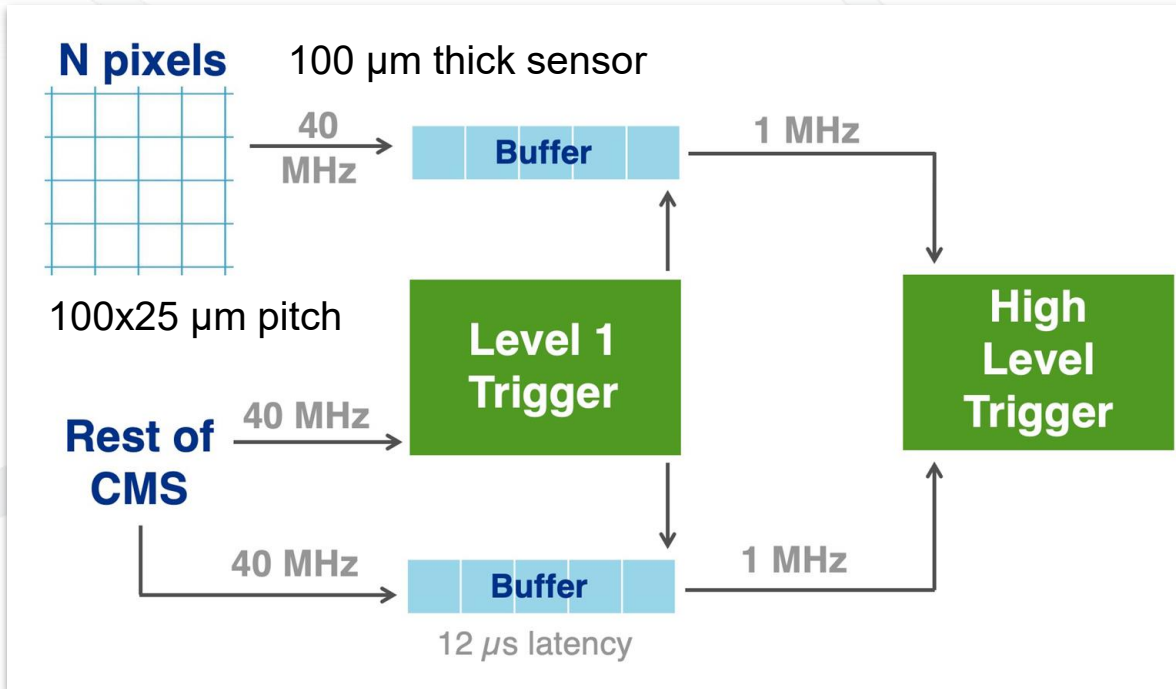 N pixels
100 µm thick sensor
40
MHz
Buffer
1 MHz
100x25 µm pitch
Level 1
Trigger
High
Level
Trigger
Rest of
CMS
40 MHz
40 MHz
Buffer
1 MHz
12 µs latency